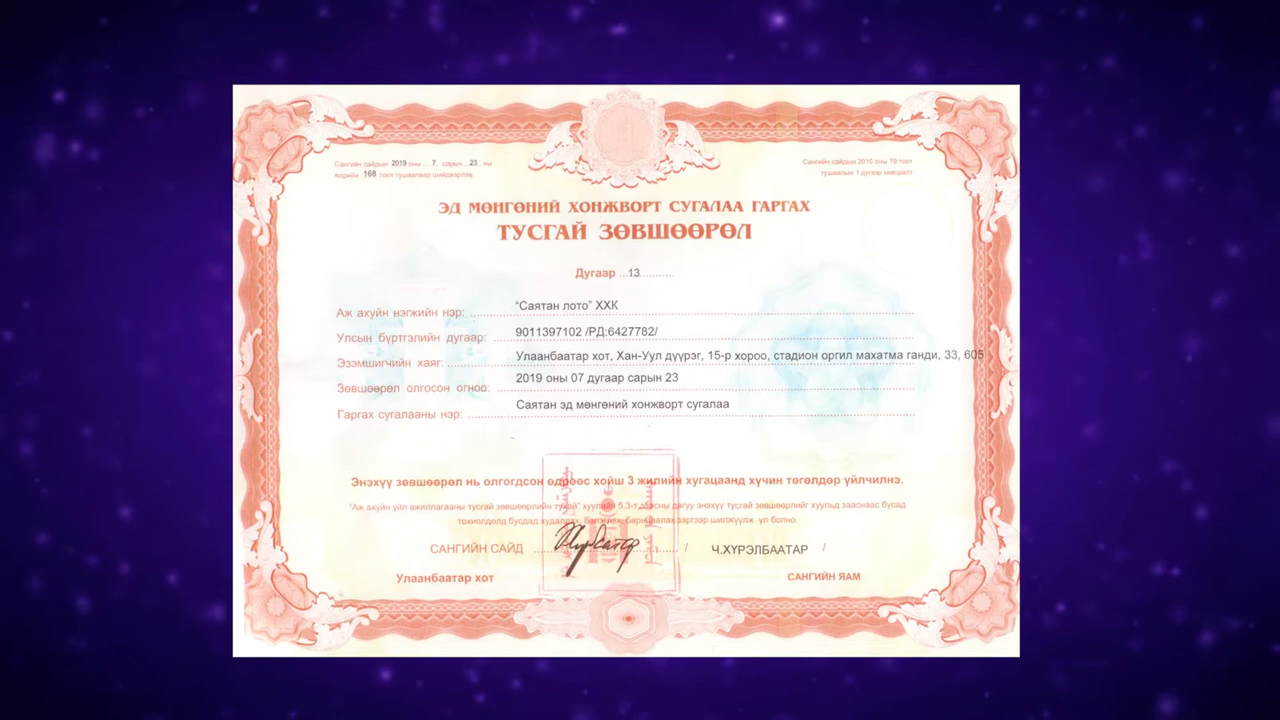 Сангийн сайдын 2019 оны ...7.. сарын ..23.. ны
өдрийн 168 тоот тушаалаар шийджэрлэв.
Сангийн сайдын 2010 оны 19 тоот
тушаалын 1 дүгээр хавсралт
ЭД МӨНГӨНИЙ ХОНЖВОРТ СУГАЛАА ГАРГАХ
ТУСГАЙ ЗӨВШӨӨРӨЛ
Дугаар ...13...........
Аж ахуйн нэгжийн нэр: "Саятан лото" ХХК
Улсын бүртгэлийн дугаар: 9011397102 /РД:6427782/
Эзэмшигчийн хаяг: Улаанбаатар хот, Хан-Уул дүүрэг, 15-р хороо, стадион оргил махатма ганди, 33, 605
Зөвшөөрөл олгосон огноо: 2019 оны 07 дугаар сарын 23
Гаргах сугалааны нэр: Саятан эд мөнгөний хонжворт сугалаа
Энэхүү зөвшөөрөл нь олгогдсон өдрөөс хойш 3 жилийн хугацаанд хүчин төгөлдөр үйлчилнэ.
"Аж ахуйн үйл ажиллагааны тусгай зөвшөөрлийн тухай" хуулийн 5.3-т заасны дагуу энэхүү тусгай зөвшөөрлийг хуульд зааснаас бусад
тохиолдолд бусдад худалдах, бэлэглэх, барьцаалах зэргээр шилжүүлж үл болно.
САНГИЙН САЙД / Ч.ХҮРЭЛБААТАР /
Улаанбаатар хот САНГИЙН ЯАМ